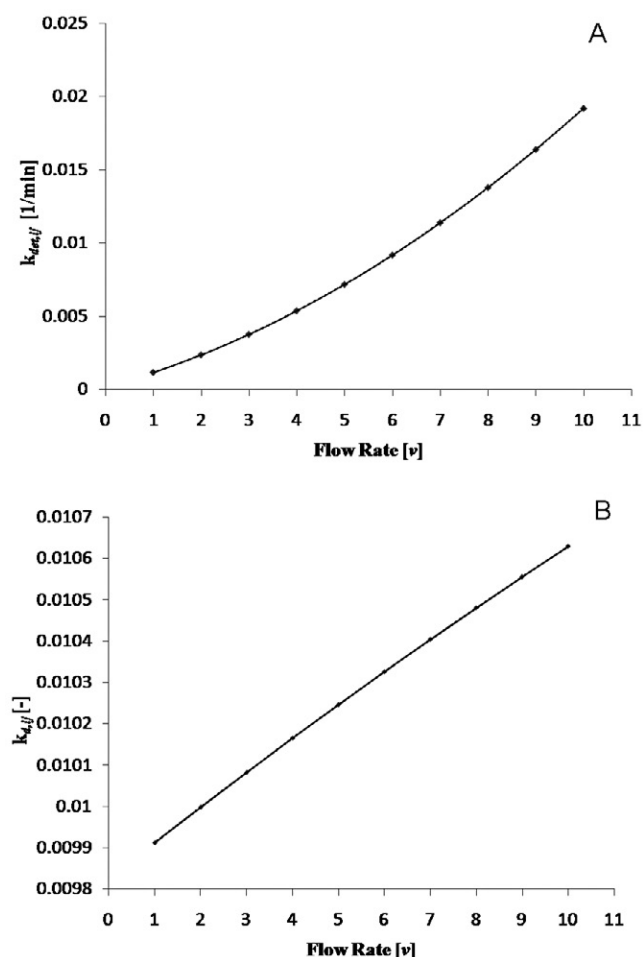 A
0.025
0.02
0.015
0.01
0.005
0
k_{det,ij} [1/min]
0 1 2 3 4 5 6 7 8 9 10 11
Flow Rate [v]
B
0.0107
0.0106
0.0105
0.0104
0.0103
0.0102
0.0101
0.01
0.0099
0.0098
k_{d,ij} [-]
0 1 2 3 4 5 6 7 8 9 10 11
Flow Rate [v]